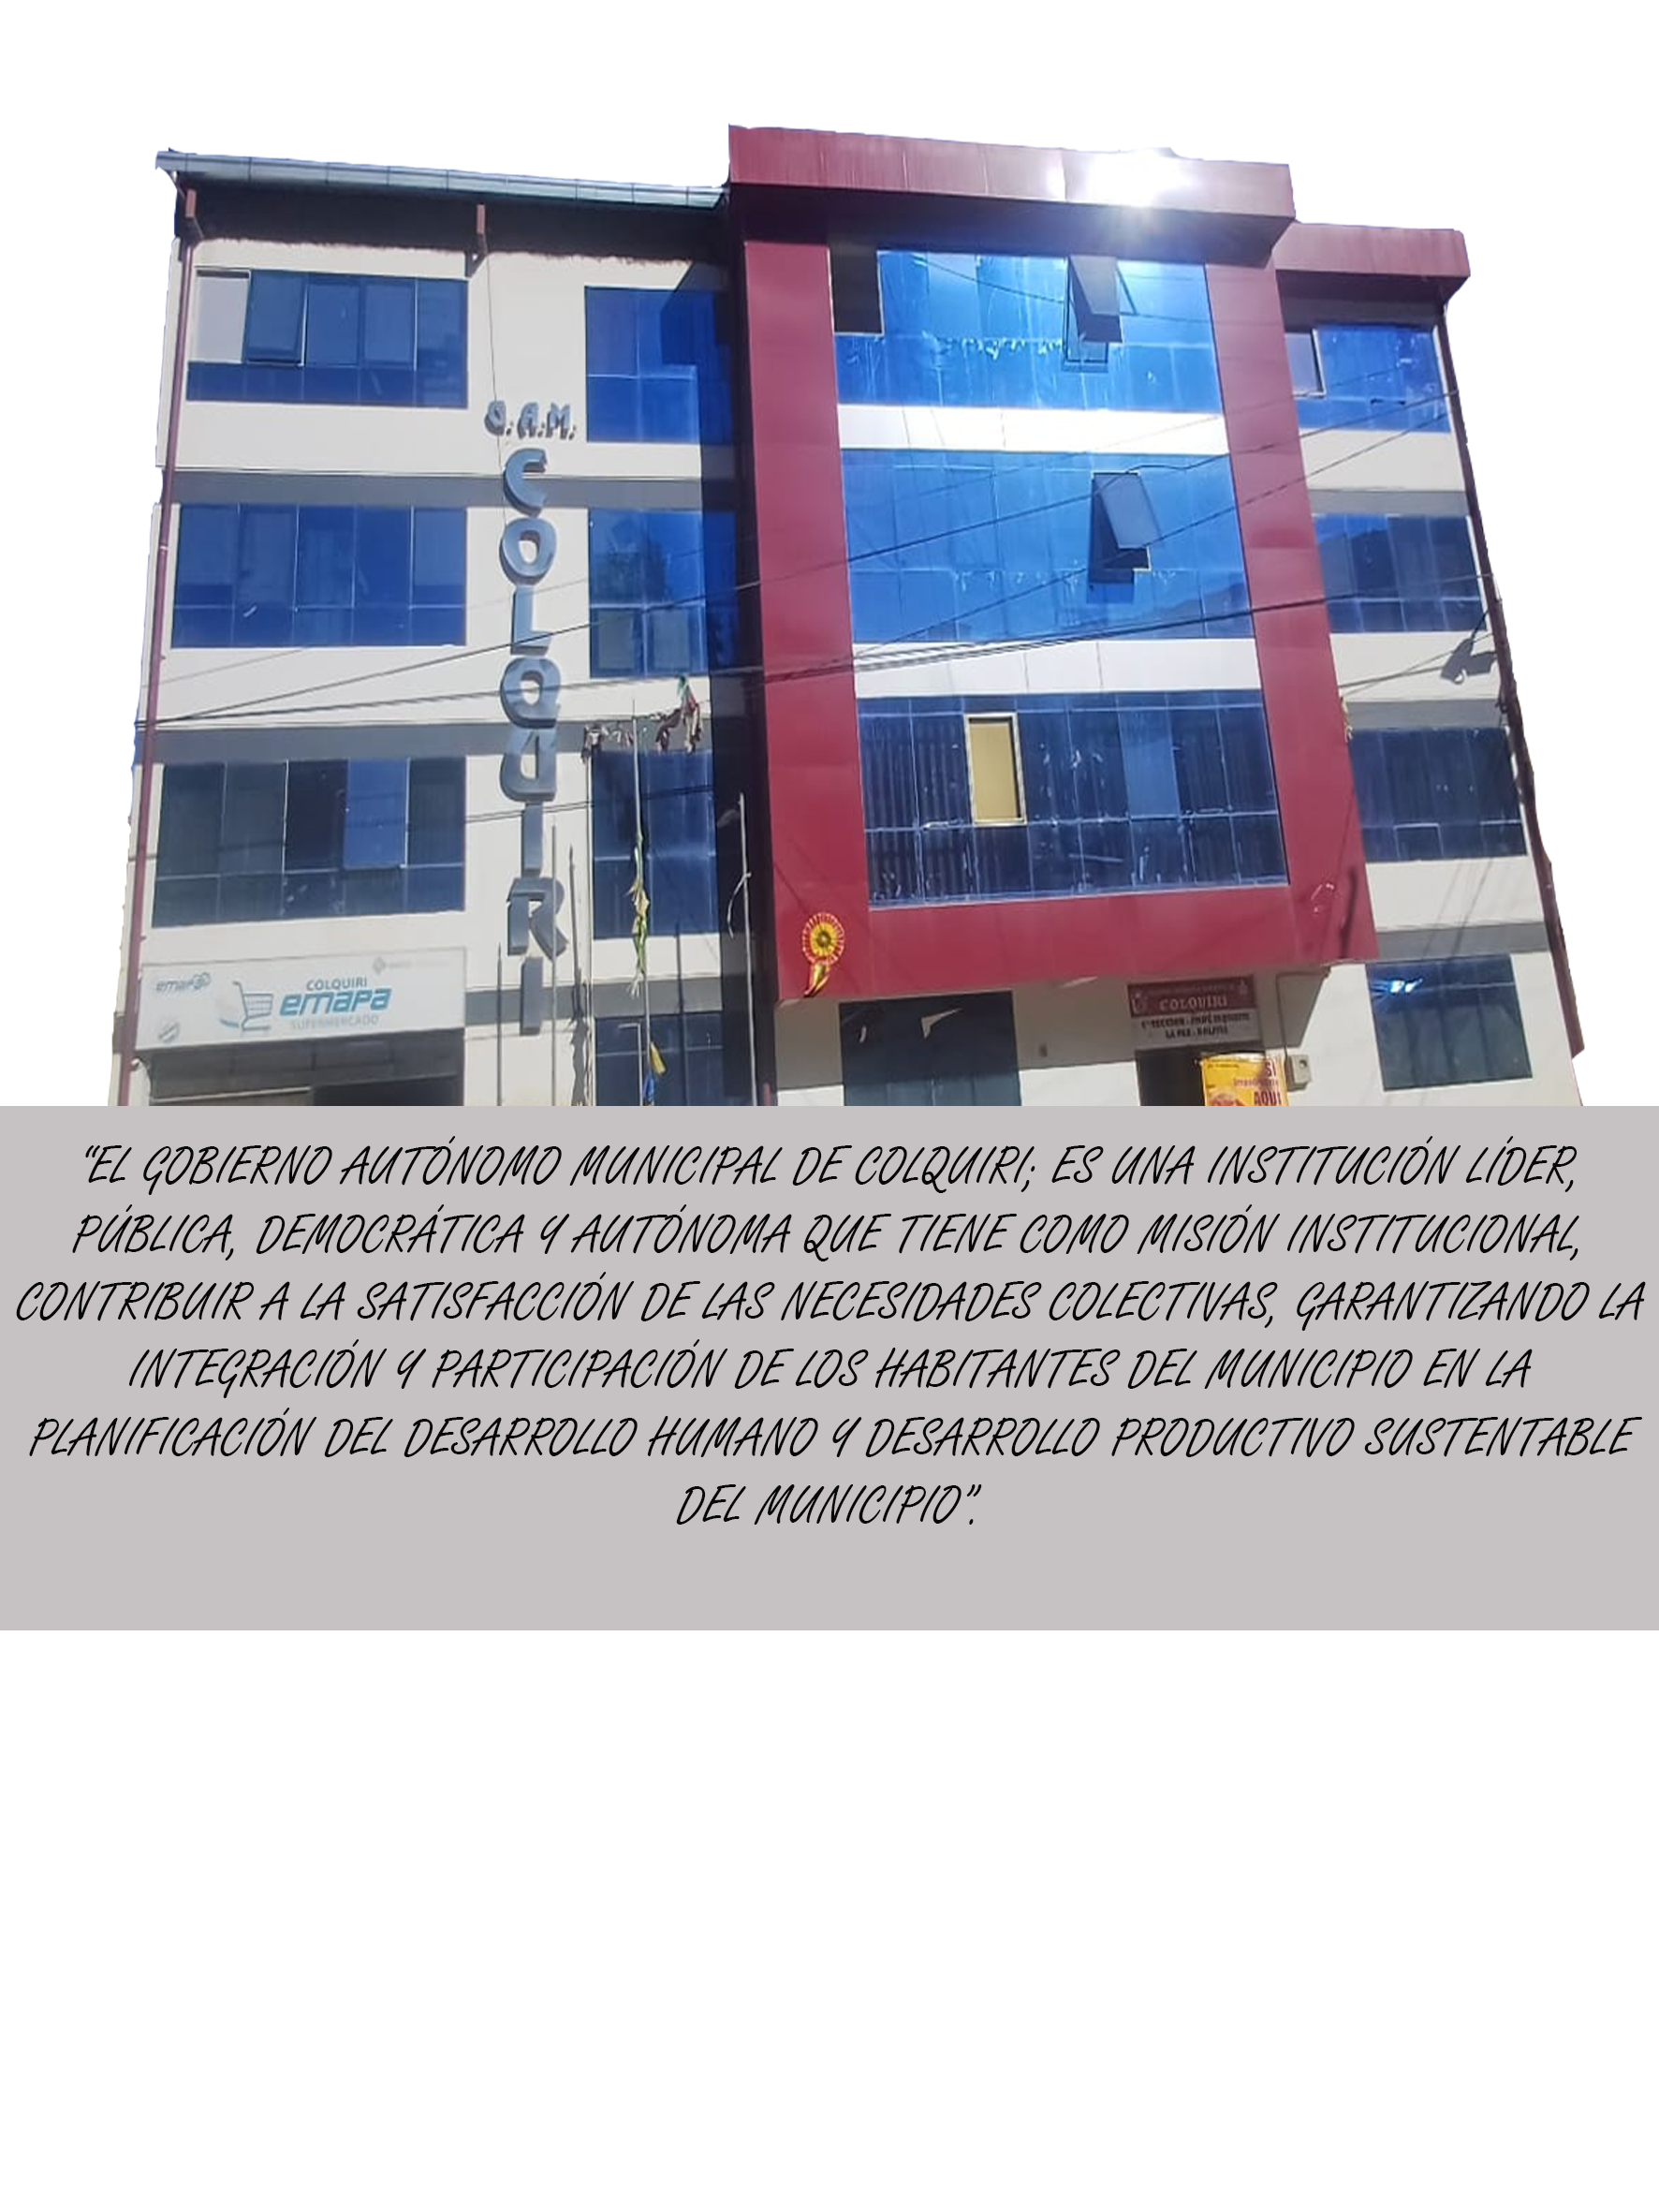 G.A.M.
COLQUIRI
COLQUIRI
emapa
SUPERMERCADO
COLQUIRI
LA PAZ - BOLIVIA
SI
AQUI
“EL GOBIERNO AUTÓNOMO MUNICIPAL DE COLQUIRI; ES UNA INSTITUCIÓN LÍDER,
PÚBLICA, DEMOCRÁTICA Y AUTÓNOMA QUE TIENE COMO MISIÓN INSTITUCIONAL,
CONTRIBUIR A LA SATISFACCIÓN DE LAS NECESIDADES COLECTIVAS, GARANTIZANDO LA
INTEGRACIÓN Y PARTICIPACIÓN DE LOS HABITANTES DEL MUNICIPIO EN LA
PLANIFICACIÓN DEL DESARROLLO HUMANO Y DESARROLLO PRODUCTIVO SUSTENTABLE
DEL MUNICIPIO”.